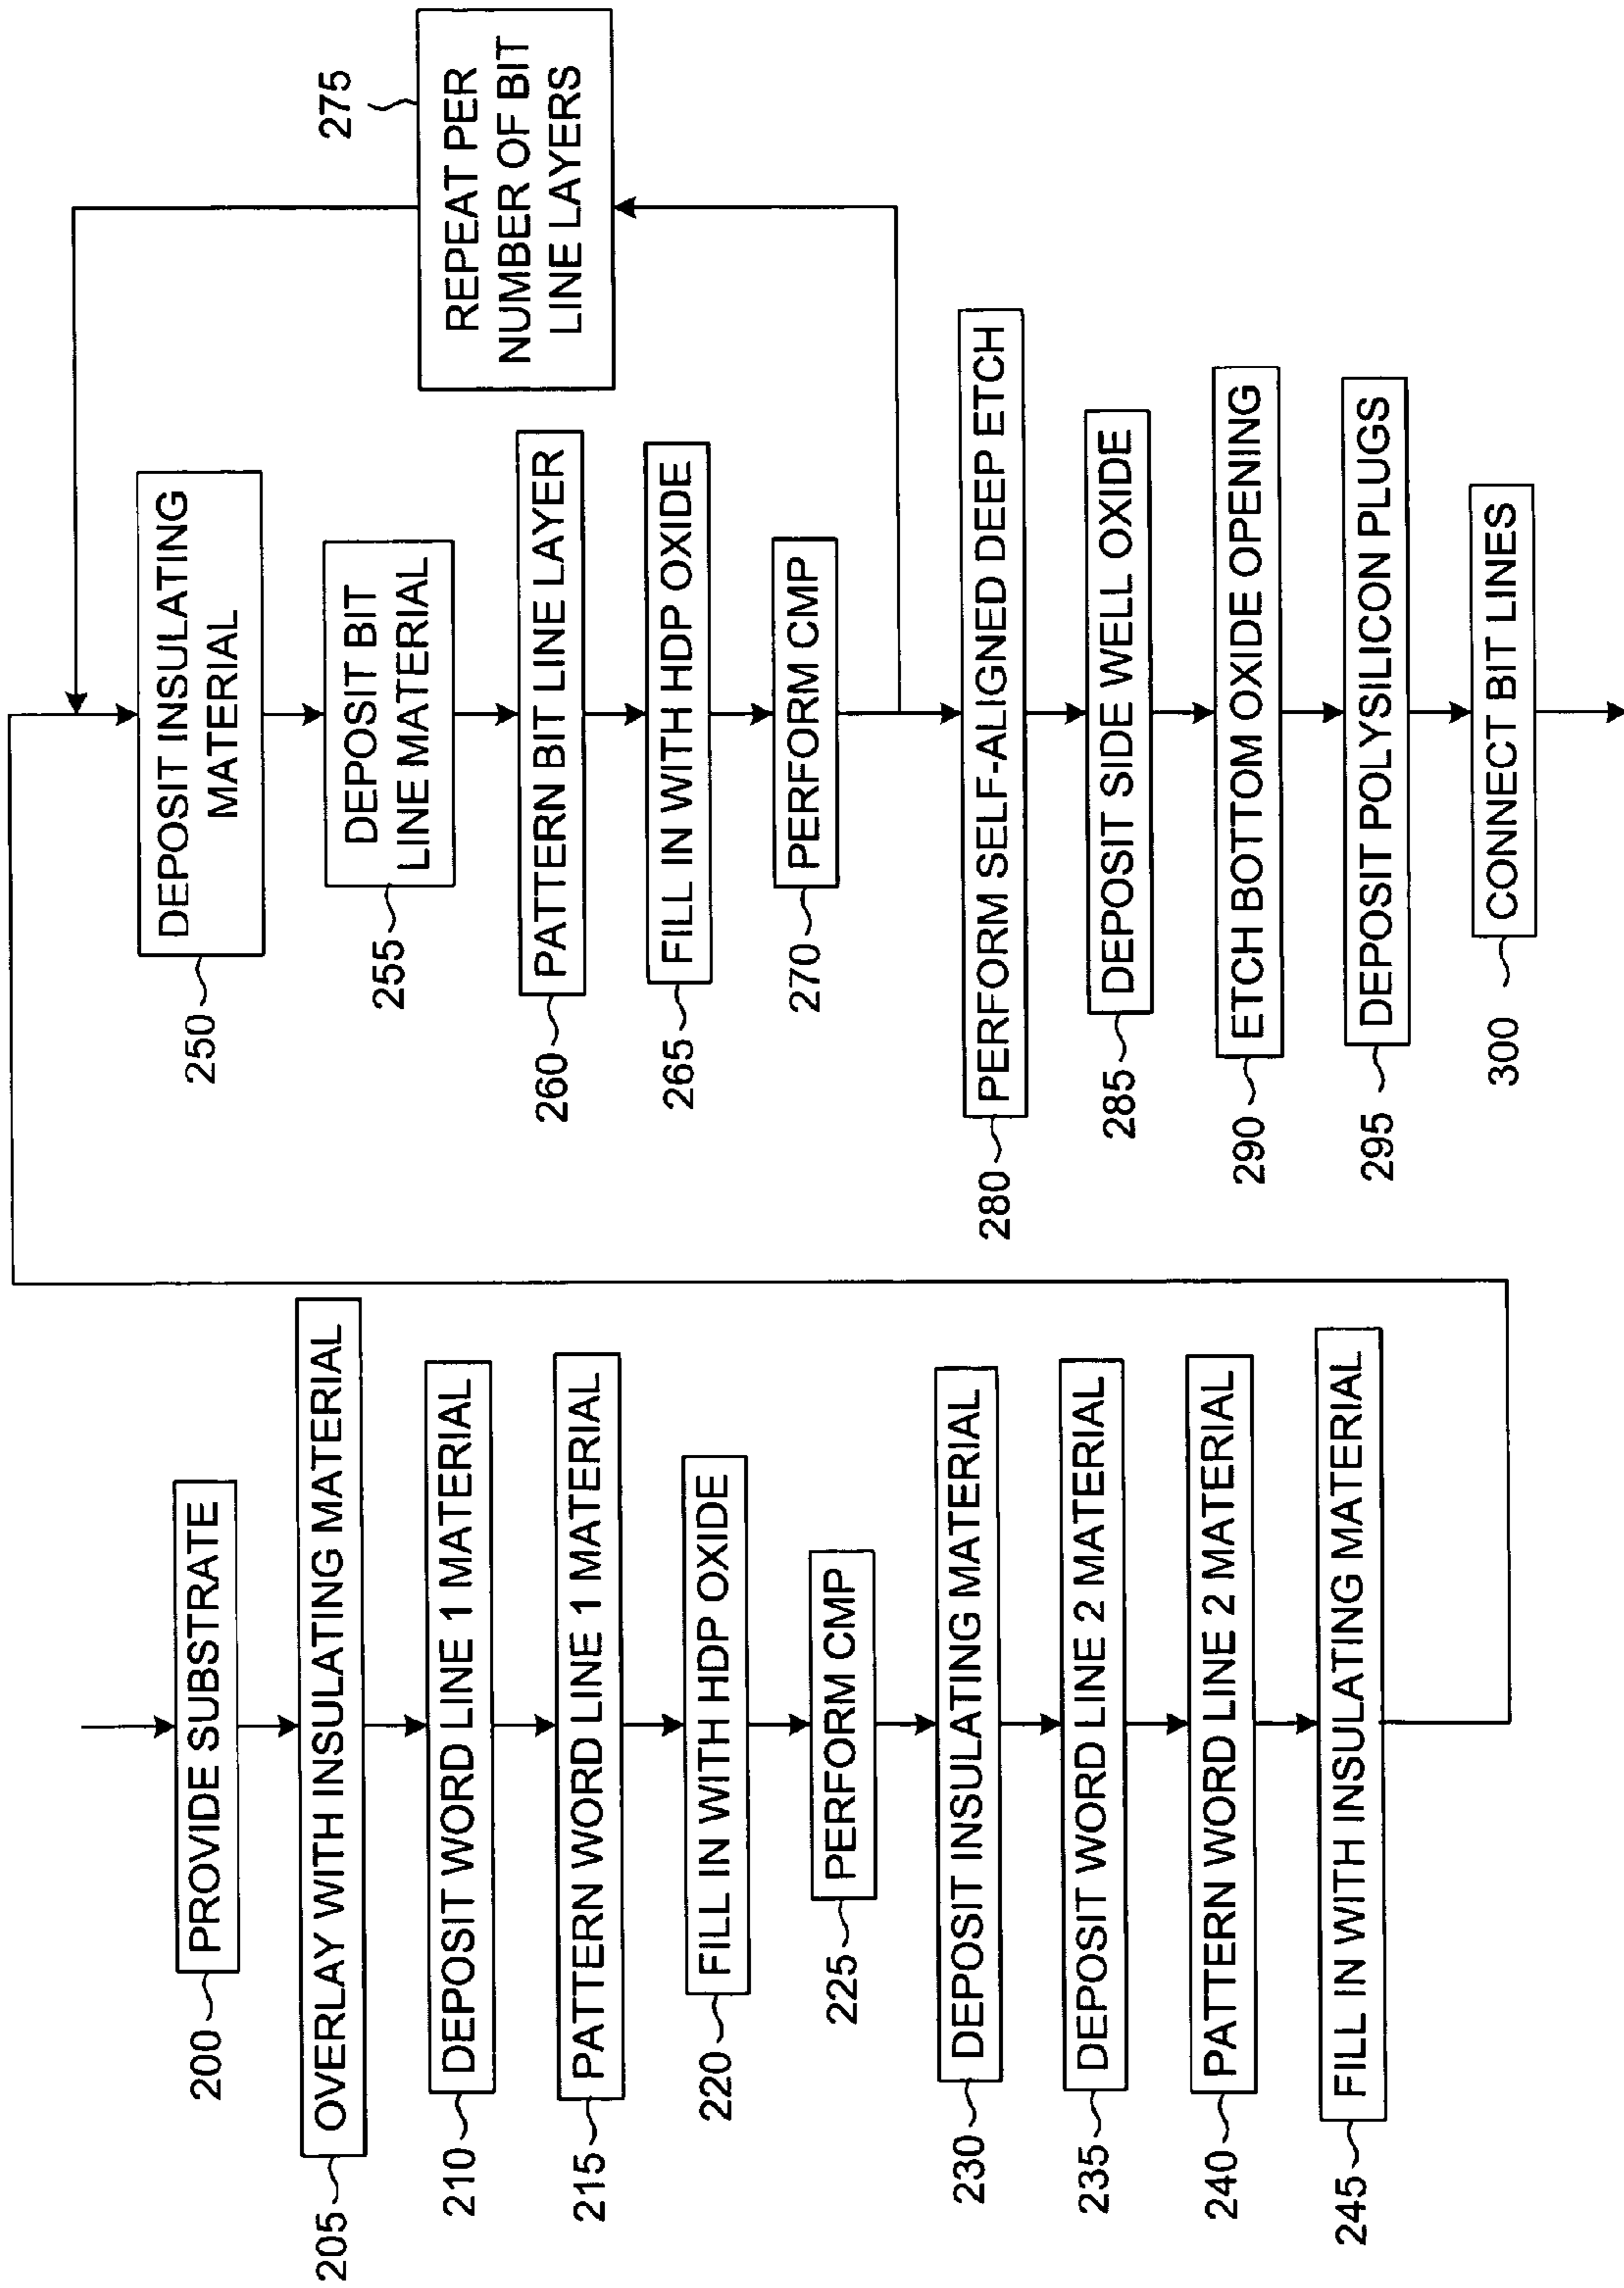 200
PROVIDE SUBSTRATE
205
OVERLAY WITH INSULATING MATERIAL
210
DEPOSIT WORD LINE 1 MATERIAL
215
PATTERN WORD LINE 1 MATERIAL
220
FILL IN WITH HDP OXIDE
225
PERFORM CMP
230
DEPOSIT INSULATING MATERIAL
235
DEPOSIT WORD LINE 2 MATERIAL
240
PATTERN WORD LINE 2 MATERIAL
245
FILL IN WITH INSULATING MATERIAL
250
DEPOSIT INSULATING
MATERIAL
255
DEPOSIT BIT
LINE MATERIAL
260
PATTERN BIT LINE LAYER
265
FILL IN WITH HDP OXIDE
270
PERFORM CMP
275
REPEAT PER
NUMBER OF BIT
LINE LAYERS
280
PERFORM SELF-ALIGNED DEEP ETCH
285
DEPOSIT SIDE WELL OXIDE
290
ETCH BOTTOM OXIDE OPENING
295
DEPOSIT POLYSILICON PLUGS
300
CONNECT BIT LINES